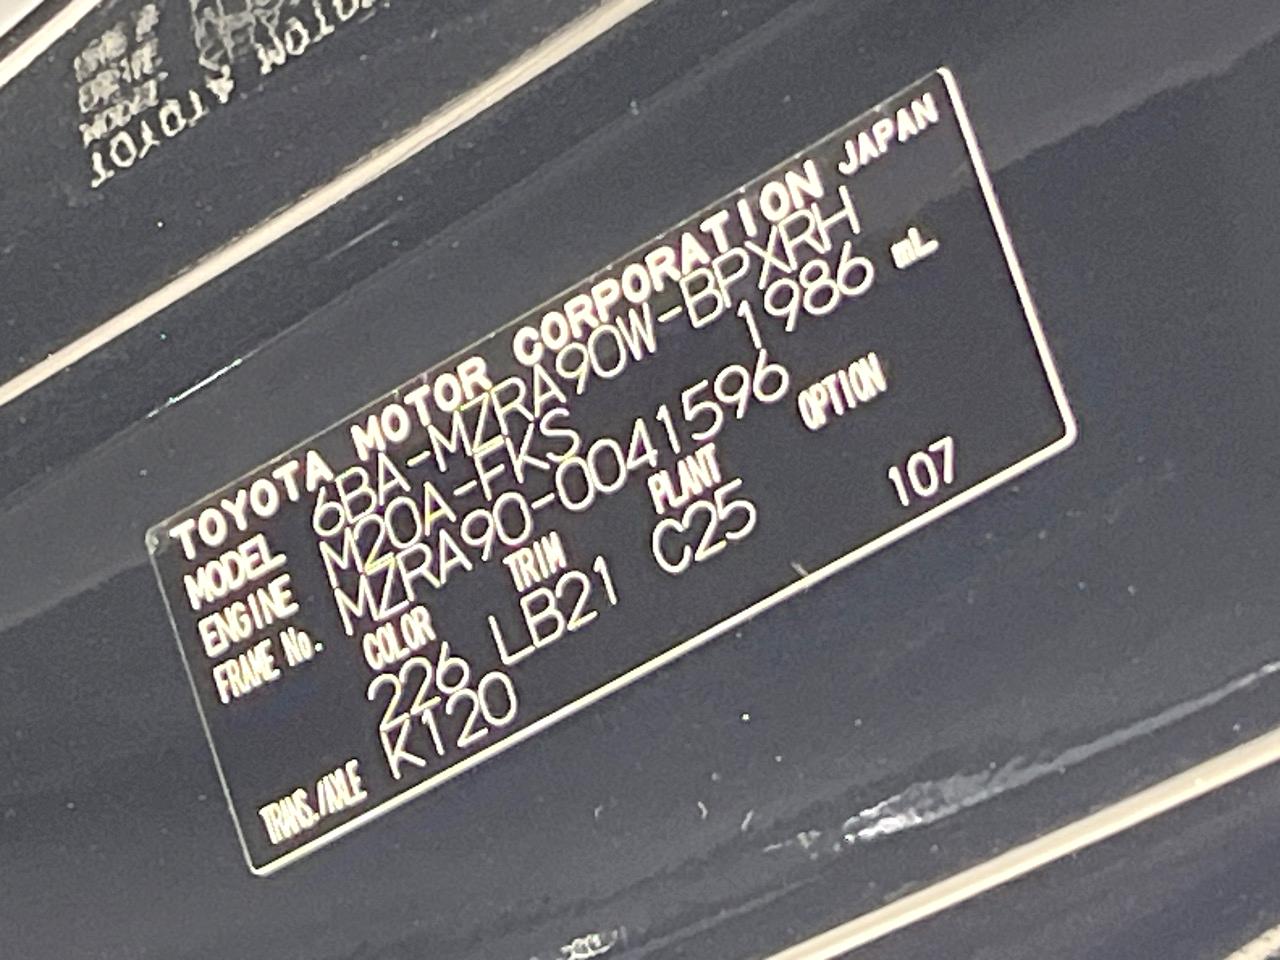 TOYOTA MOTOR CORPORATION JAPAN
MODEL 6BA-MZRA90W-BPXRH
ENGINE M20A-FKS 1986 mL
FRAME No. MZRA90-0041596
COLOR TRIM PLANT OPTION
226 LB21 C25 107
TRANS./AXLE K120